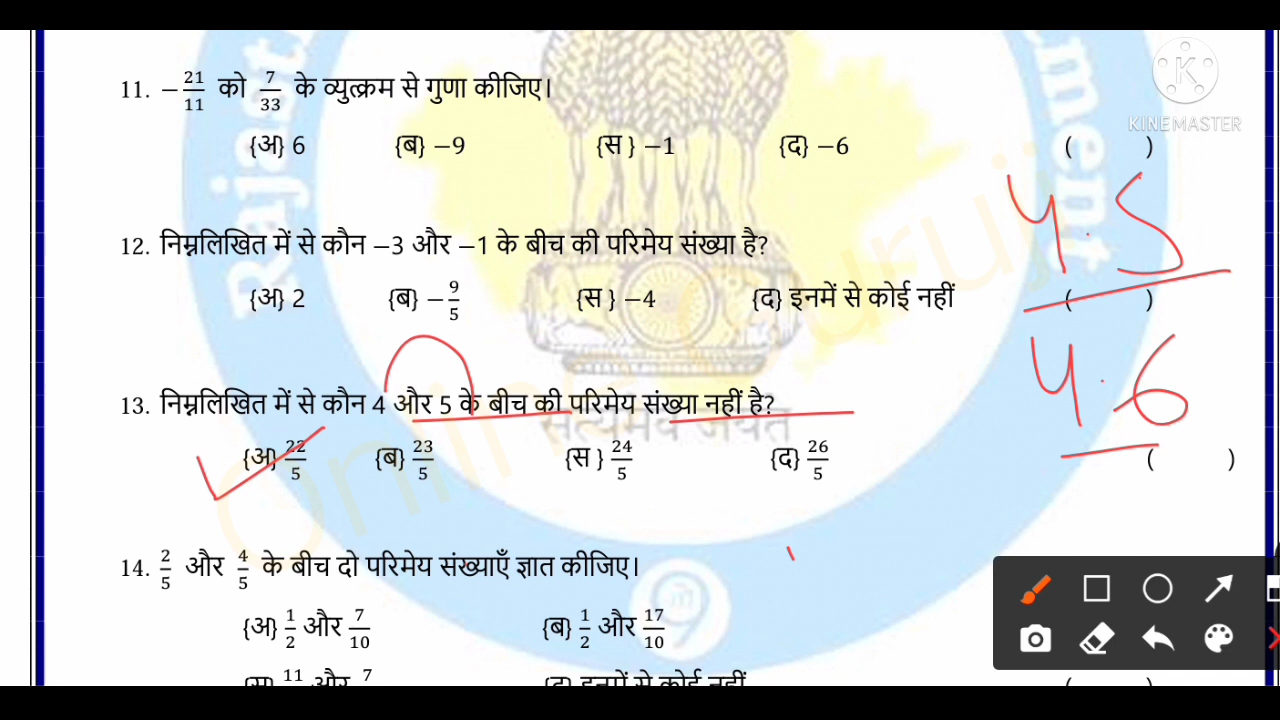 KINEMASTER
11. −21/11 को 7/33 के व्युत्क्रम से गुणा कीजिए।
{अ} 6 {ब} −9 {स } −1 {द} −6 ( )
4.5
12. निम्नलिखित में से कौन −3 और −1 के बीच की परिमेय संख्या है?
{अ} 2 {ब} −9/5 {स } −4 {द} इनमें से कोई नहीं ( )
4.6
13. निम्नलिखित में से कौन 4 और 5 के बीच की परिमेय संख्या नहीं है?
सत्यमेव जयते
{अ} 22/5 {ब} 23/5 {स } 24/5 {द} 26/5 ( )
14. 2/5 और 4/5 के बीच दो परिमेय संख्याएँ ज्ञात कीजिए।
{अ} 1/2 और 7/10 {ब} 1/2 और 17/10